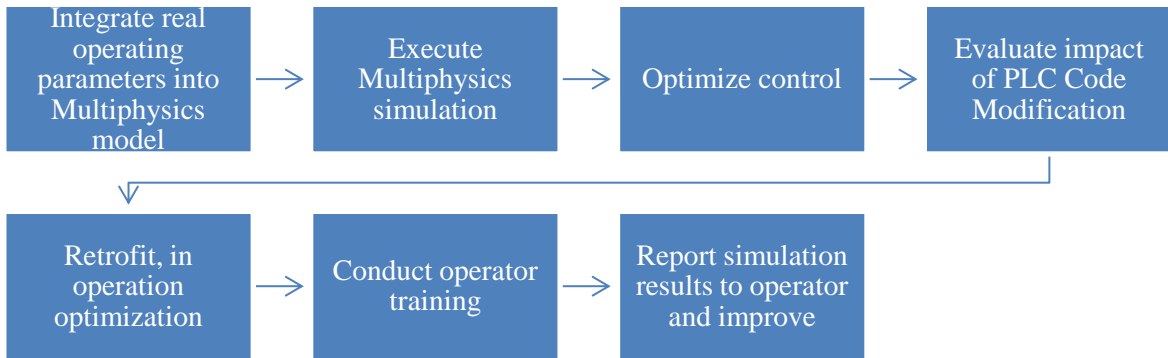 Integrate real
operating
parameters into
Multiphysics
model
Execute
Multiphysics
simulation
Optimize control
Evaluate impact
of PLC Code
Modification
Retrofit, in
operation
optimization
Conduct operator
training
Report simulation
results to operator
and improve